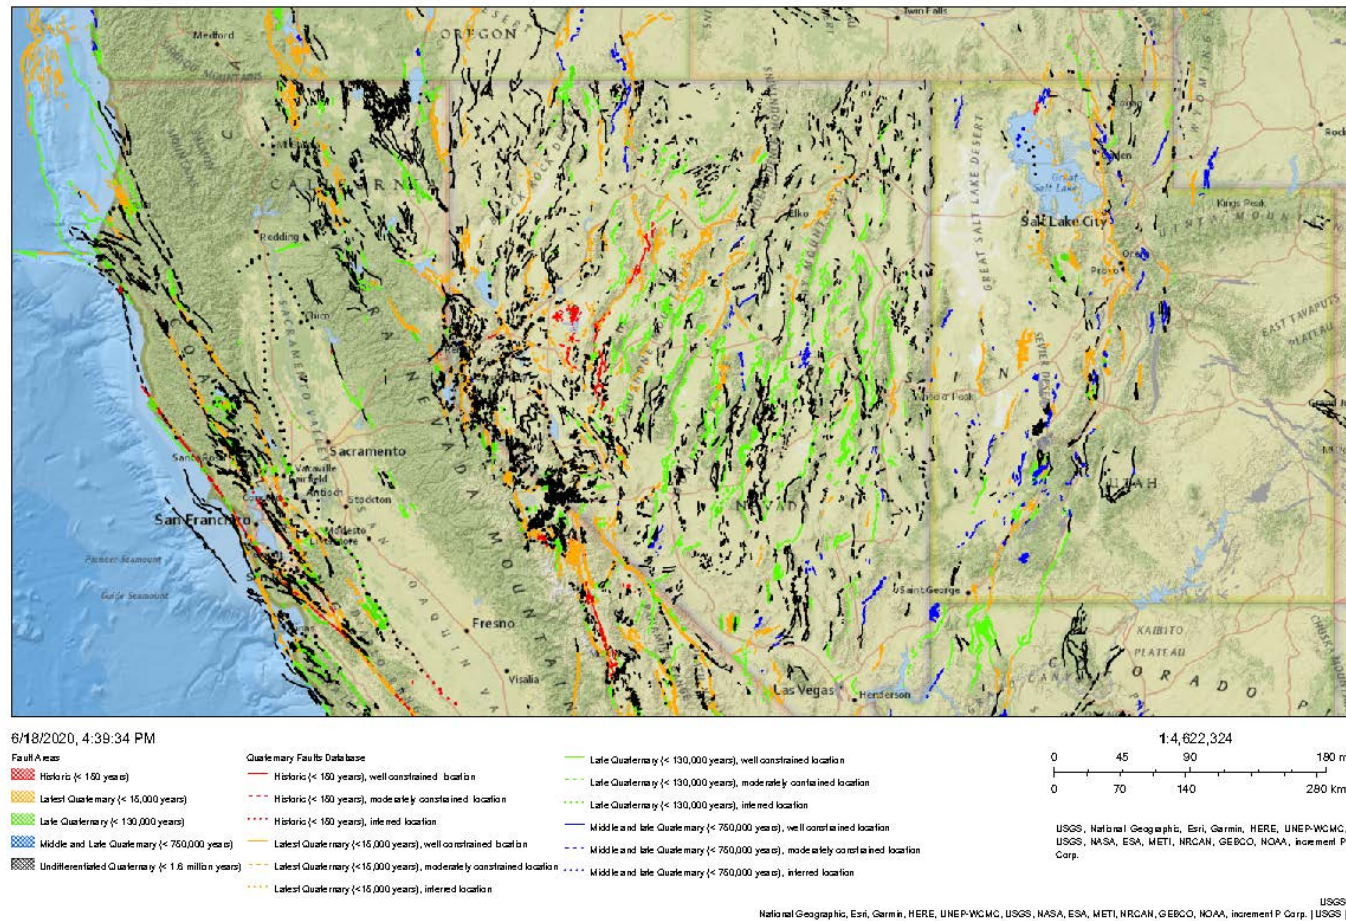 Medford
OREGON
Twin Falls
Redding
Chico
Elko
GREAT SALT LAKE DESERT
Great
Salt Lake
Salt Lake City
Ogden
Provo
Kings Peak
UINTA MOUNT
WYOMING
EAST TAVAPUTS
PLATEAU
SACRAMENTO VALLEY
Wheeler Peak
SEVIER DESERT
Sacramento
Vacaville
Fairfield
Antioch
Stockton
San Francisco
Modesto
NEVADA
UTAH
Pioneer Seamount
Guide Seamount
Fresno
Visalia
Saint George
Las Vegas
Henderson
KAIBITO
PLATEAU
6/18/2020, 4:39:34 PM
Fault Areas
Historic (< 150 years)
Latest Quaternary (< 15,000 years)
Late Quaternary (< 130,000 years)
Middle and Late Quaternary (< 750,000 years)
Undifferentiated Quaternary (< 1.6 million years)
Quaternary Faults Database
Historic (< 150 years), well constrained location
Historic (< 150 years), moderately constrained location
Historic (< 150 years), inferred location
Latest Quaternary (<15,000 years), well constrained location
Latest Quaternary (<15,000 years), moderately constrained location
Latest Quaternary (<15,000 years), inferred location
Late Quaternary (< 130,000 years), well constrained location
Late Quaternary (< 130,000 years), moderately contrained location
Late Quaternary (< 130,000 years), inferred location
Middle and late Quaternary (< 750,000 years), well constrained location
Middle and late Quaternary (< 750,000 years), moderately constrained location
Middle and late Quaternary (< 750,000 years), inferred location
1:4,622,324
0 45 90 180 m
0 70 140 280 km
USGS, National Geographic, Esri, Garmin, HERE, UNEP-WCMC,
USGS, NASA, ESA, METI, NRCAN, GEBCO, NOAA, increment P
Corp.
USGS
National Geographic, Esri, Garmin, HERE, UNEP-WCMC, USGS, NASA, ESA, METI, NRCAN, GEBCO, NOAA, increment P Corp. | USGS |